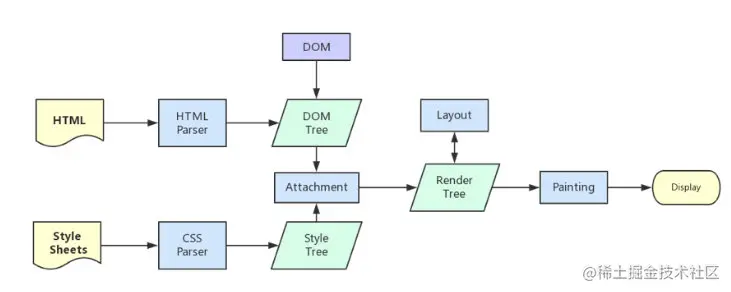 DOM
HTML
HTML
Parser
DOM
Tree
Layout
Attachment
Render
Tree
Painting
Display
Style
Sheets
CSS
Parser
Style
Tree
@稀土掘金技术社区